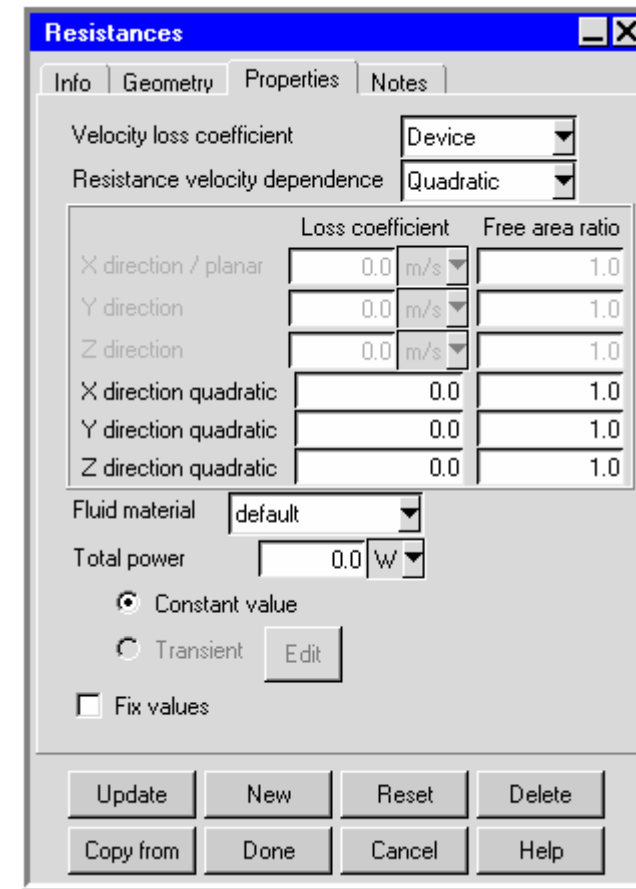 Resistances
Info Geometry Properties Notes
Velocity loss coefficient Device
Resistance velocity dependence Quadratic
Loss coefficient Free area ratio
X direction / planar 0.0 m/s 1.0
Y direction 0.0 m/s 1.0
Z direction 0.0 m/s 1.0
X direction quadratic 0.0 1.0
Y direction quadratic 0.0 1.0
Z direction quadratic 0.0 1.0
Fluid material default
Total power 0.0 W
Constant value
Transient Edit
Fix values
Update New Reset Delete
Copy from Done Cancel Help